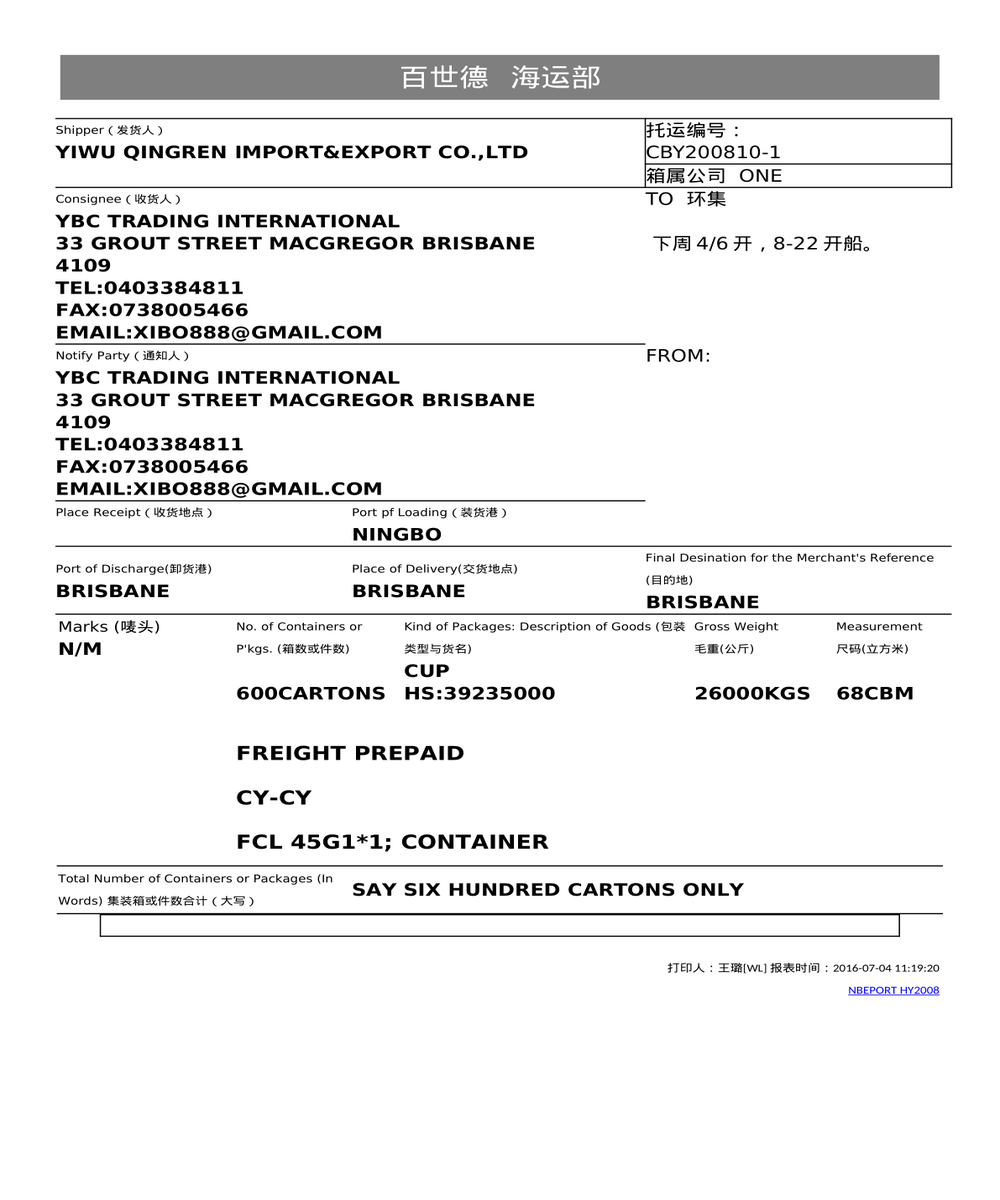 百世德 海运部
Shipper ( 发货人 )
托运编号：
YIWU QINGREN IMPORT&EXPORT CO.,LTD
CBY200810-1
箱属公司 ONE
Consignee ( 收货人 )
TO 环集
YBC TRADING INTERNATIONAL
33 GROUT STREET MACGREGOR BRISBANE
下周 4/6 开，8-22 开船。
4109
TEL:0403384811
FAX:0738005466
EMAIL:XIBO888@GMAIL.COM
Notify Party ( 通知人 )
FROM:
YBC TRADING INTERNATIONAL
33 GROUT STREET MACGREGOR BRISBANE
4109
TEL:0403384811
FAX:0738005466
EMAIL:XIBO888@GMAIL.COM
Place Receipt ( 收货地点 )
Port pf Loading ( 装货港 )
NINGBO
Port of Discharge(卸货港)
BRISBANE
Place of Delivery(交货地点)
BRISBANE
Final Desination for the Merchant's Reference
(目的地)
BRISBANE
Marks (唛头)
N/M
No. of Containers or
P'kgs. (箱数或件数)
600CARTONS
Kind of Packages: Description of Goods (包装
类型与货名)
CUP
HS:39235000
Gross Weight
毛重(公斤)
26000KGS
Measurement
尺码(立方米)
68CBM
FREIGHT PREPAID
CY-CY
FCL 45G1*1; CONTAINER
Total Number of Containers or Packages (In
Words) 集装箱或件数合计 ( 大写 )
SAY SIX HUNDRED CARTONS ONLY
打印人：王璐[WL] 报表时间：2016-07-04 11:19:20
NBEPORT HY2008